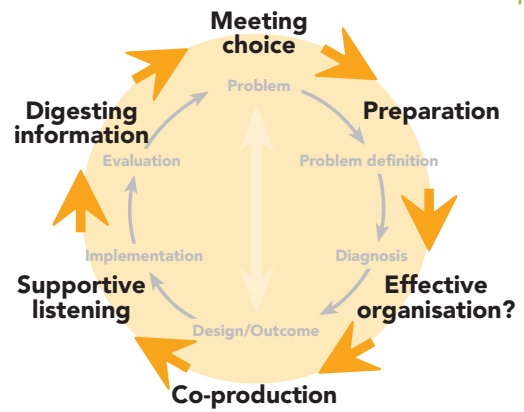 Meeting
choice
Problem
Preparation
Problem definition
Diagnosis
Effective
organisation?
Design/Outcome
Co-production
Supportive
listening
Implementation
Digesting
information
Evaluation